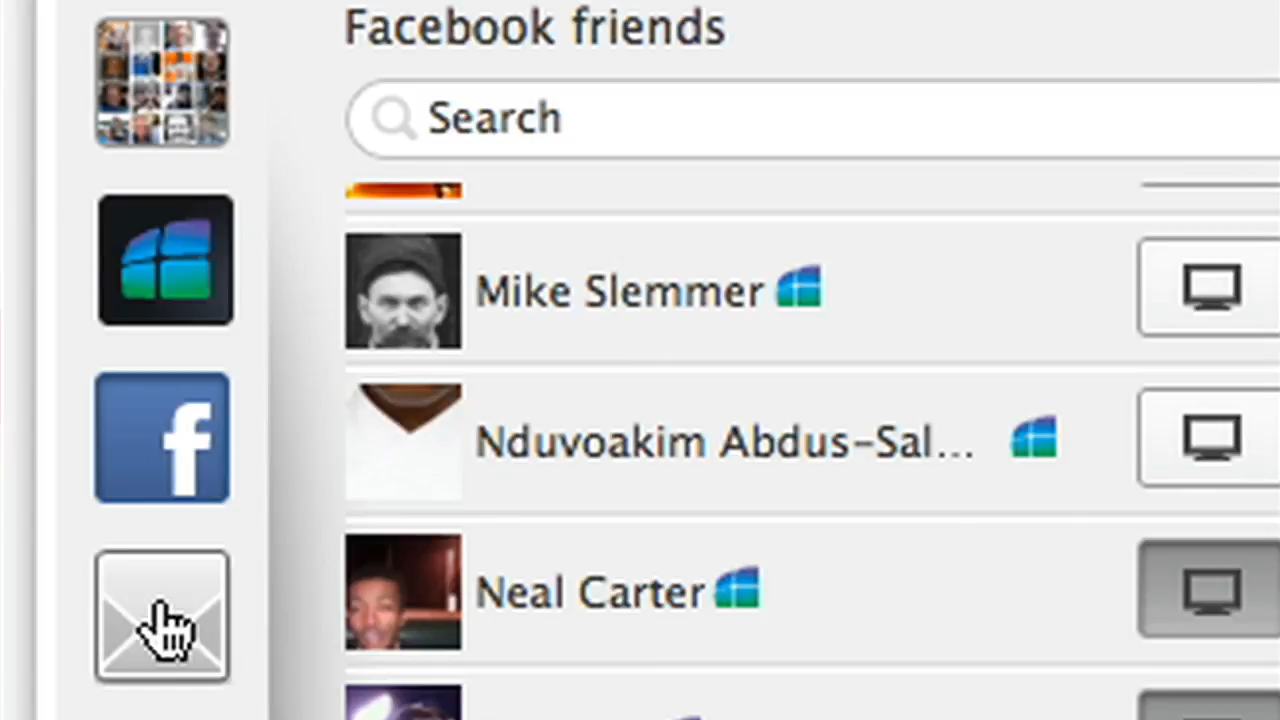 Facebook friends
Search
Mike Slemmer
Nduvoakim Abdus-Sal...
Neal Carter